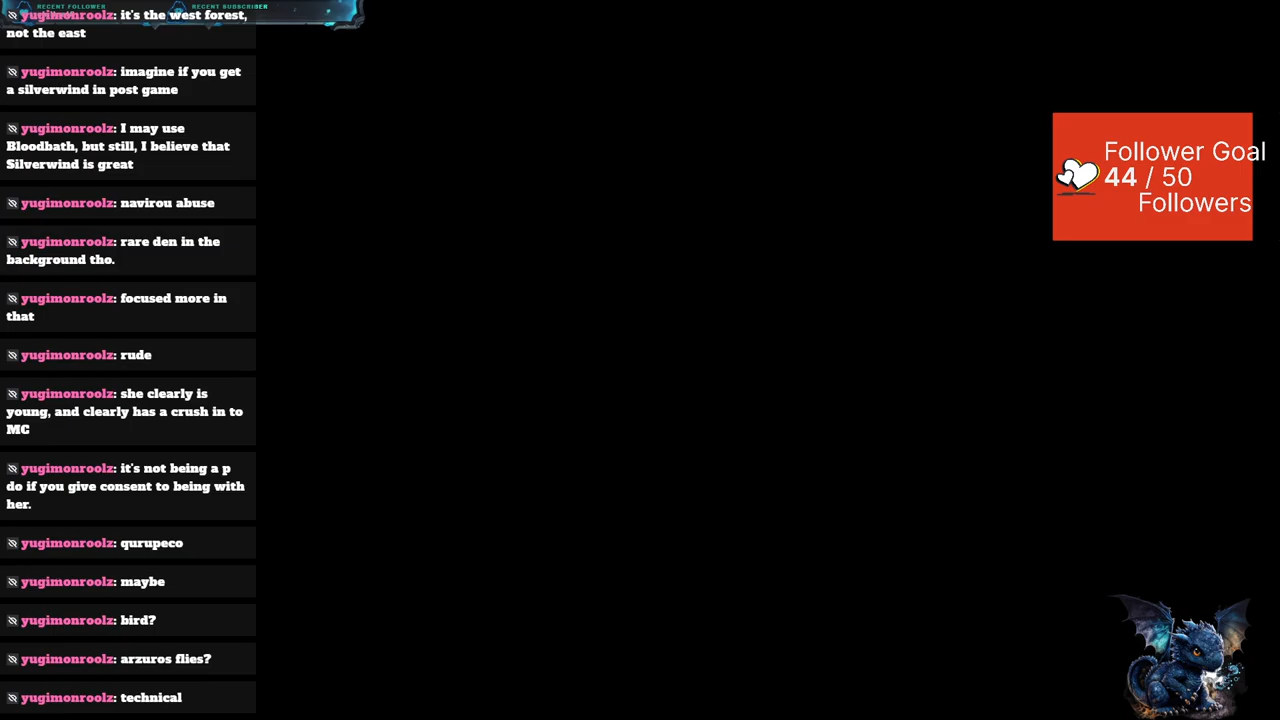 RECENT FOLLOWER
RECENT SUBSCRIBER
yugimonroolz: it's the west forest,
not the east
yugimonroolz: imagine if you get
a silverwind in post game
yugimonroolz: I may use
Bloodbath, but still, I believe that
Silverwind is great
yugimonroolz: navirou abuse
yugimonroolz: rare den in the
background tho.
yugimonroolz: focused more in
that
yugimonroolz: rude
yugimonroolz: she clearly is
young, and clearly has a crush in to
MC
yugimonroolz: it's not being a p
do if you give consent to being with
her.
yugimonroolz: qurupeco
yugimonroolz: maybe
yugimonroolz: bird?
yugimonroolz: arzuros flies?
yugimonroolz: technical
Follower Goal
44 / 50
Followers